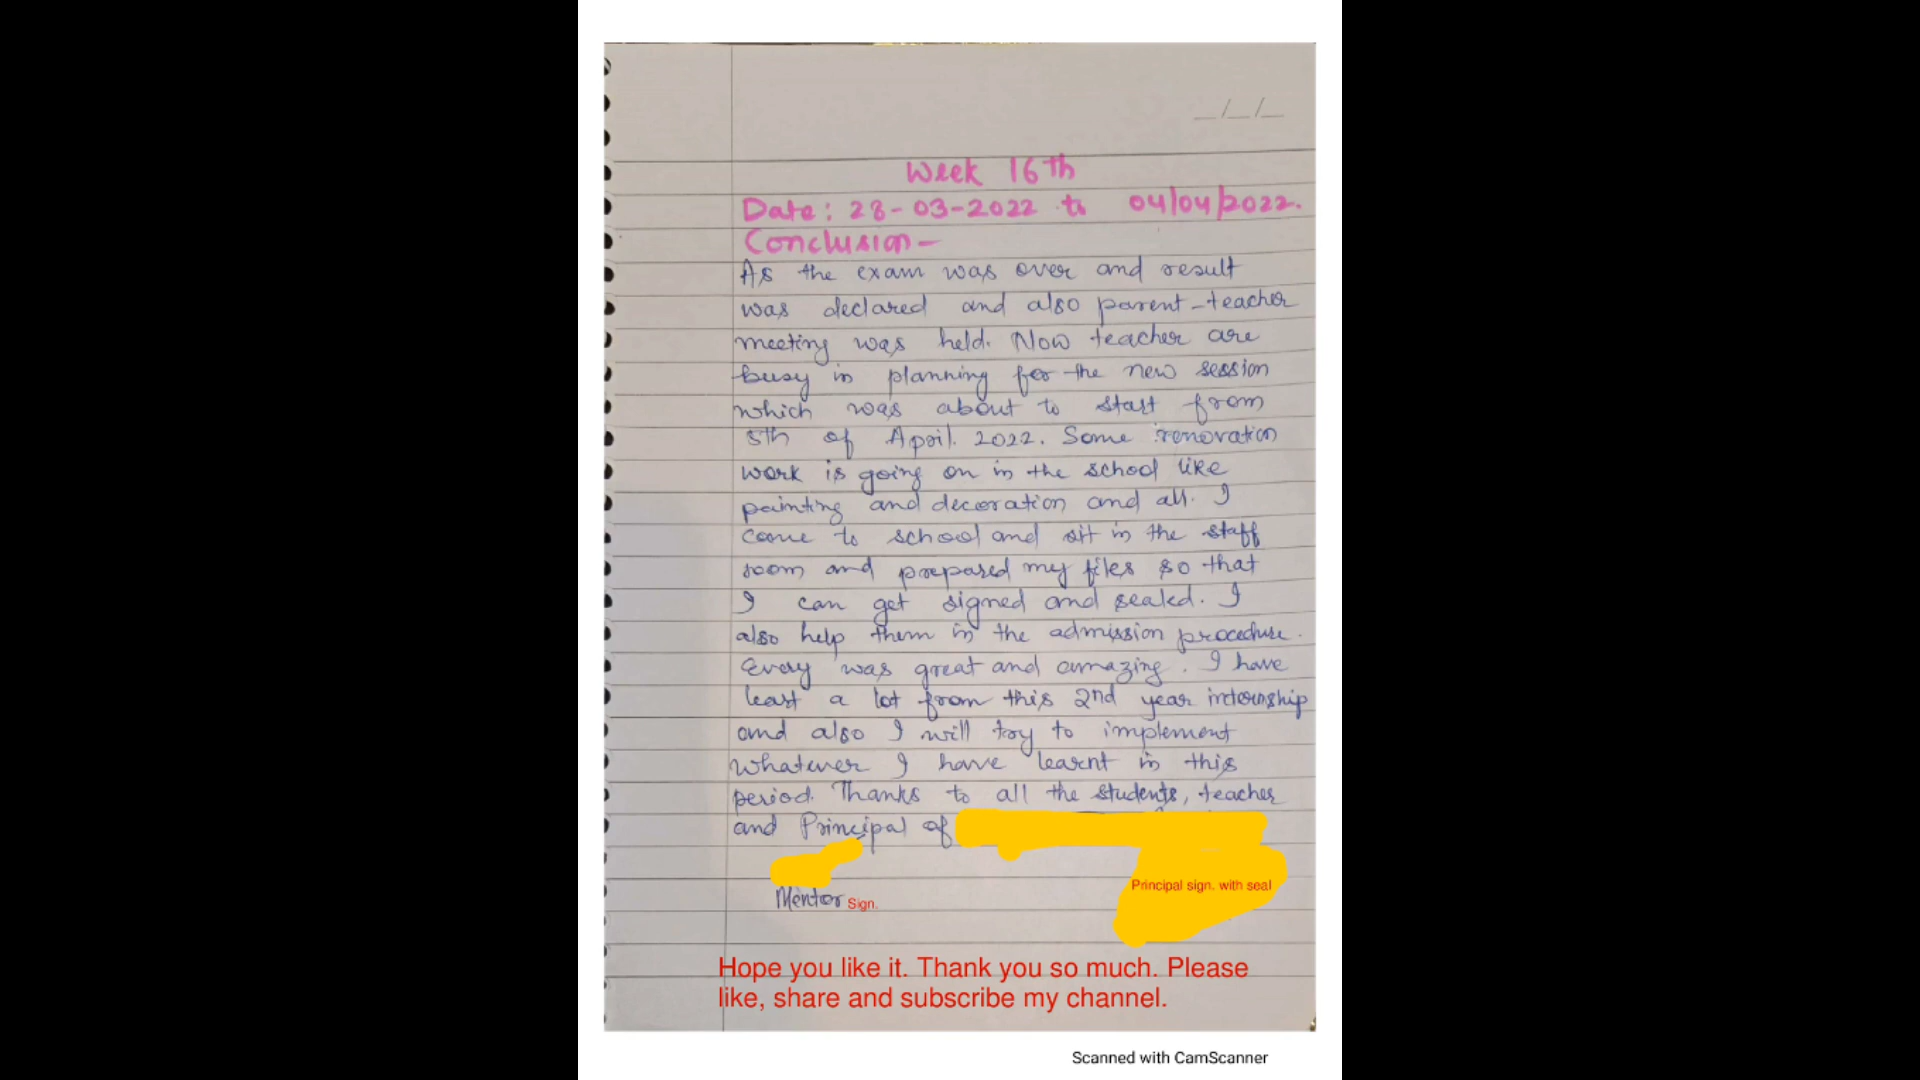 __/__/__
Week 16th
Date: 28-03-2022 to 04/04/2022.
Conclusion-
As the exam was over and result
was declared and also parent-teacher
meeting was held. Now teacher are
busy in planning for the new session
which was about to start from
5th of April. 2022. Some renovation
work is going on in the school like
painting and decoration and all. I
come to school and sit in the staff
room and prepared my files so that
I can get signed and sealed. I
also help them in the admission procedure.
Every was great and amazing. I have
least a lot from this 2nd year internship
and also I will try to implement
whatever I have learnt in this
period. Thanks to all the students, teacher
and Principal of
Principal sign. with seal
Mentor Sign.
Hope you like it. Thank you so much. Please
like, share and subscribe my channel.
Scanned with CamScanner